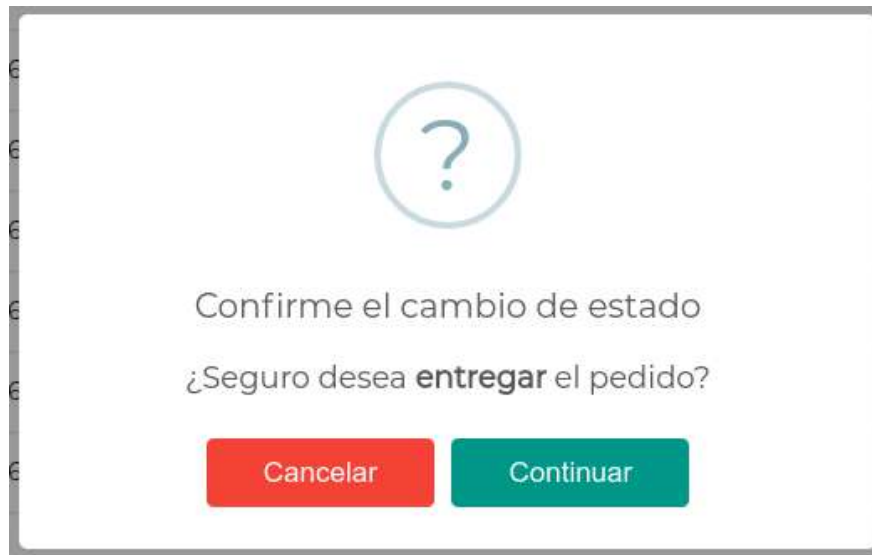 ?
Confirme el cambio de estado
¿Seguro desea entregar el pedido?
Cancelar Continuar